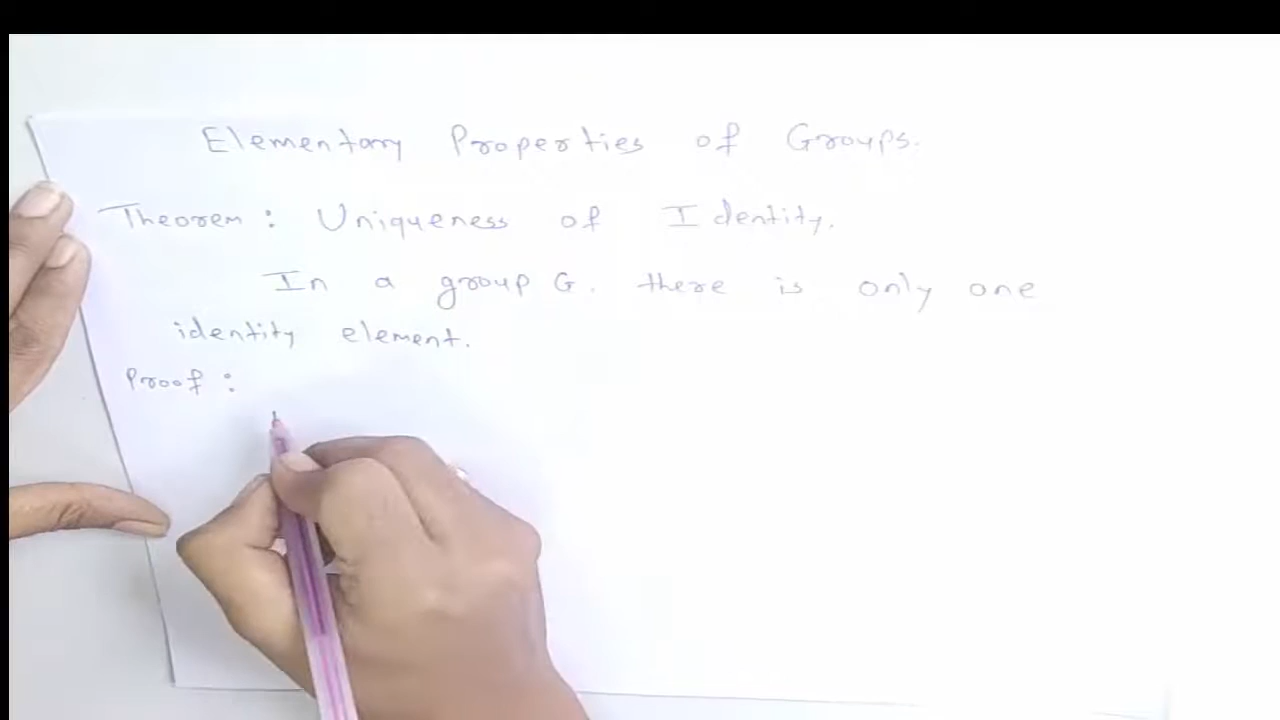 Elementary Properties of Groups.
Theorem: Uniqueness of Identity.
In a group G. there is only one
identity element.
Proof: